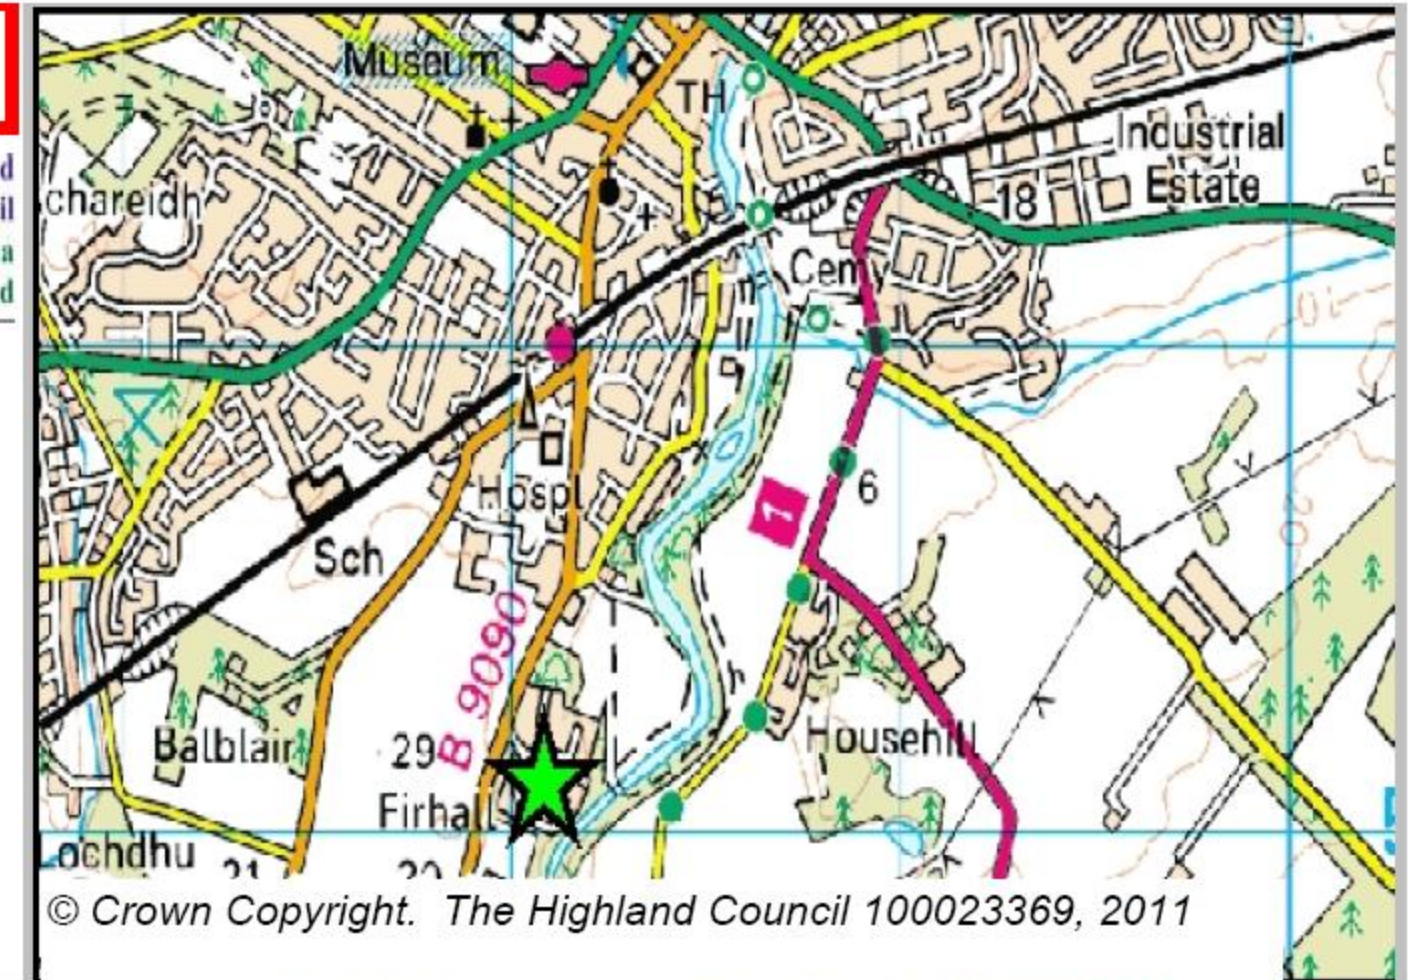 Museum
TH
Industrial
Estate
chareidh
18
Cemy
6
1
Hospl
Sch
B 9090
Balblair
29
Househill
Firhall
Lochdhu
© Crown Copyright. The Highland Council 100023369, 2011